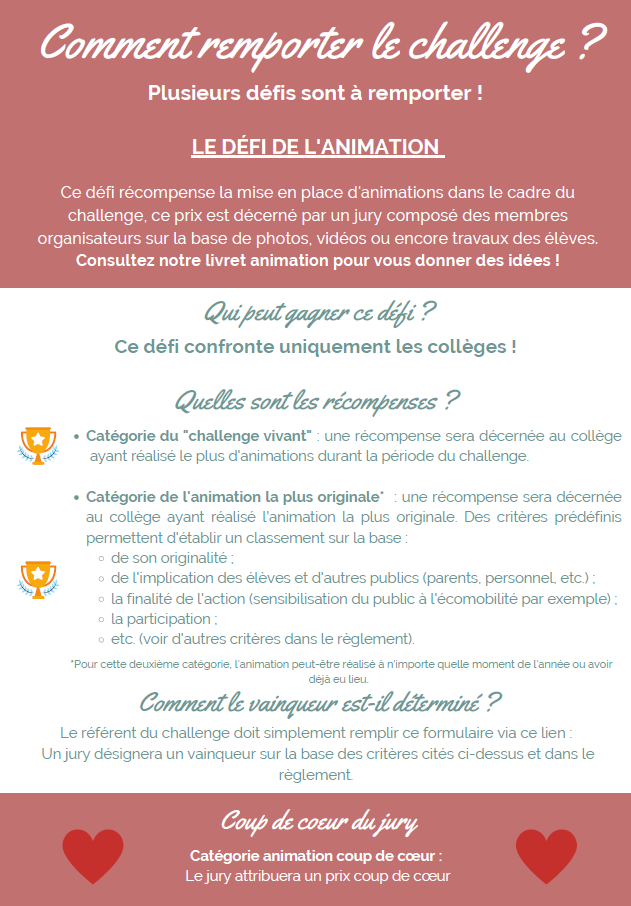 Comment remporter le challenge ?
Plusieurs défis sont à remporter !
LE DÉFI DE L'ANIMATION
Ce défi récompense la mise en place d'animations dans le cadre du
challenge, ce prix est décerné par un jury composé des membres
organisateurs sur la base de photos, vidéos ou encore travaux des élèves.
Consultez notre livret animation pour vous donner des idées !
Qui peut gagner ce défi ?
Ce défi confronte uniquement les collèges !
Quelles sont les récompenses ?
• Catégorie du "challenge vivant" : une récompense sera décernée au collège
ayant réalisé le plus d'animations durant la période du challenge.
• Catégorie de l'animation la plus originale* : une récompense sera décernée
au collège ayant réalisé l'animation la plus originale. Des critères prédéfinis
permettent d'établir un classement sur la base :
◦ de son originalité ;
◦ de l'implication des élèves et d'autres publics (parents, personnel, etc.) ;
◦ la finalité de l'action (sensibilisation du public à l'écomobilité par exemple) ;
◦ la participation ;
◦ etc. (voir d'autres critères dans le règlement).
*Pour cette deuxième catégorie, l'animation peut-être réalisé à n'importe quelle moment de l'année ou avoir
déjà eu lieu.
Comment le vainqueur est-il déterminé ?
Le référent du challenge doit simplement remplir ce formulaire via ce lien :
Un jury désignera un vainqueur sur la base des critères cités ci-dessus et dans le
règlement.
Coup de coeur du jury
Catégorie animation coup de cœur :
Le jury attribuera un prix coup de cœur